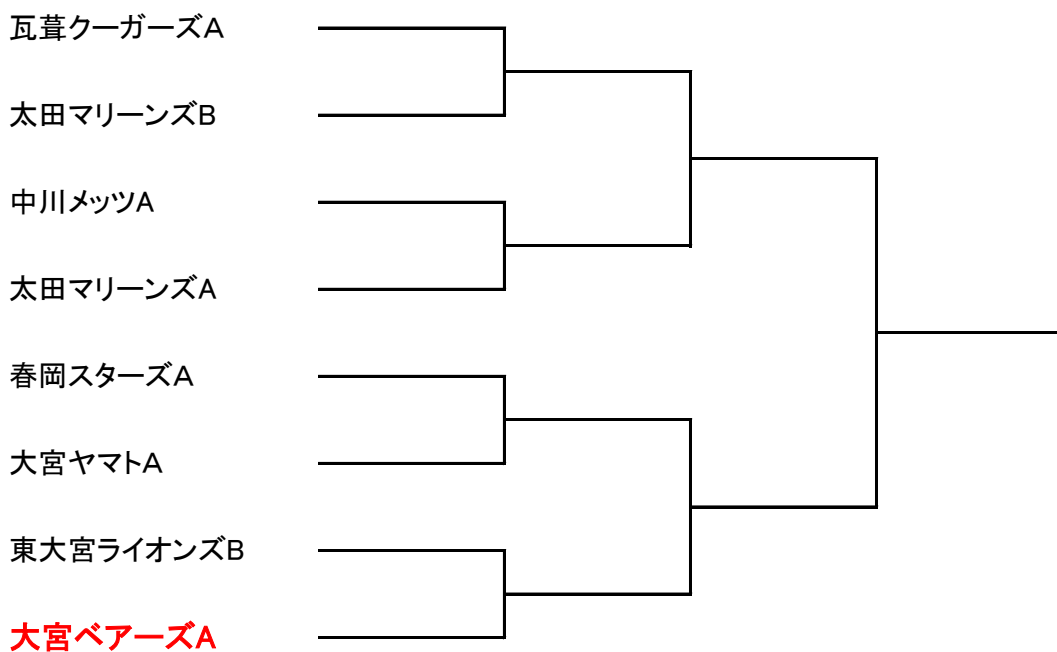 瓦葺クーガーズA
太田マリーンズB
中川メッツA
太田マリーンズA
春岡スターズA
大宮ヤマトA
東大宮ライオンズB
大宮ベアーズA